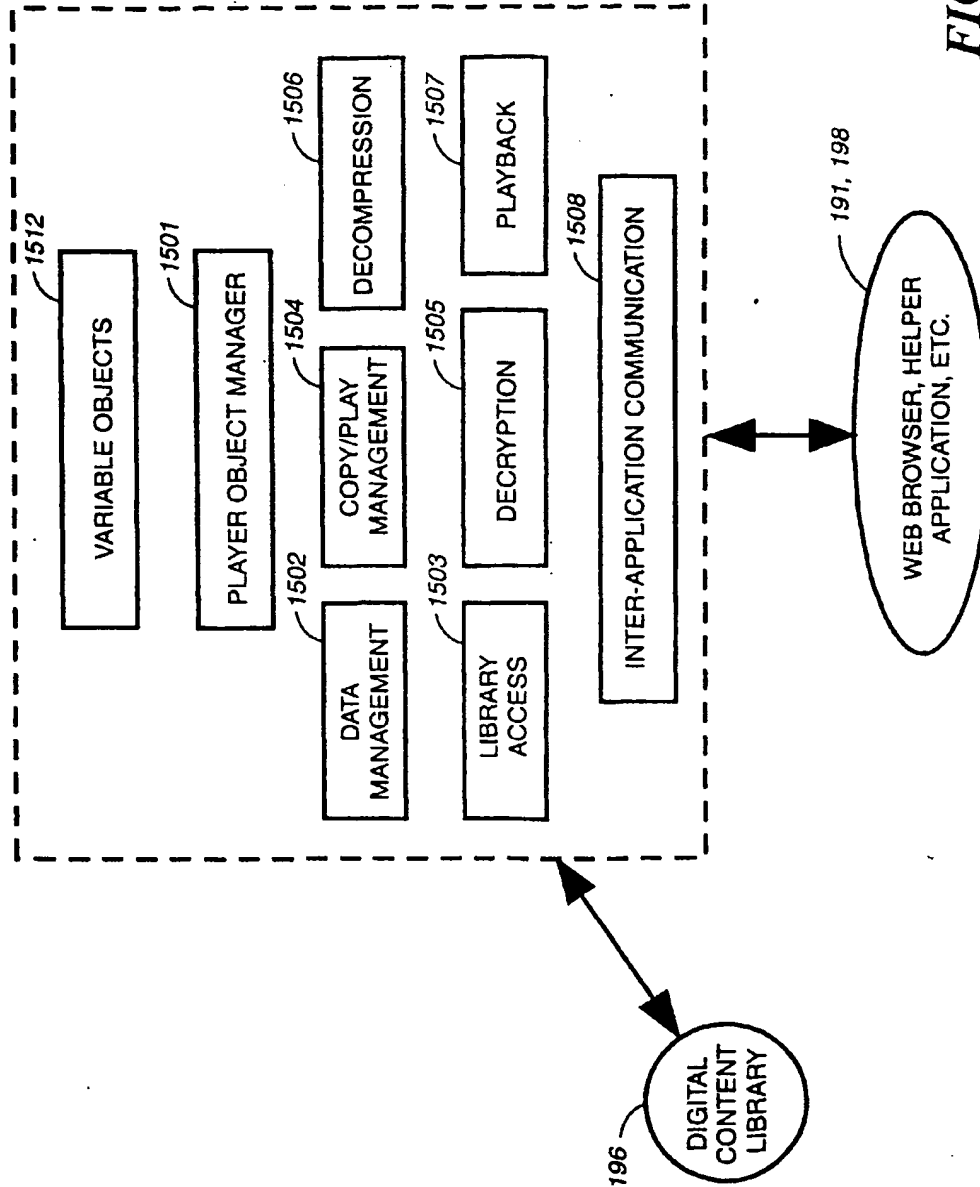 1512
VARIABLE OBJECTS
1501
PLAYER OBJECT MANAGER
1502
DATA
MANAGEMENT
1504
COPY/PLAY
MANAGEMENT
1506
DECOMPRESSION
1503
LIBRARY
ACCESS
1505
DECRYPTION
1507
PLAYBACK
1508
INTER-APPLICATION COMMUNICATION
196
DIGITAL
CONTENT
LIBRARY
191, 198
WEB BROWSER, HELPER
APPLICATION, ETC.